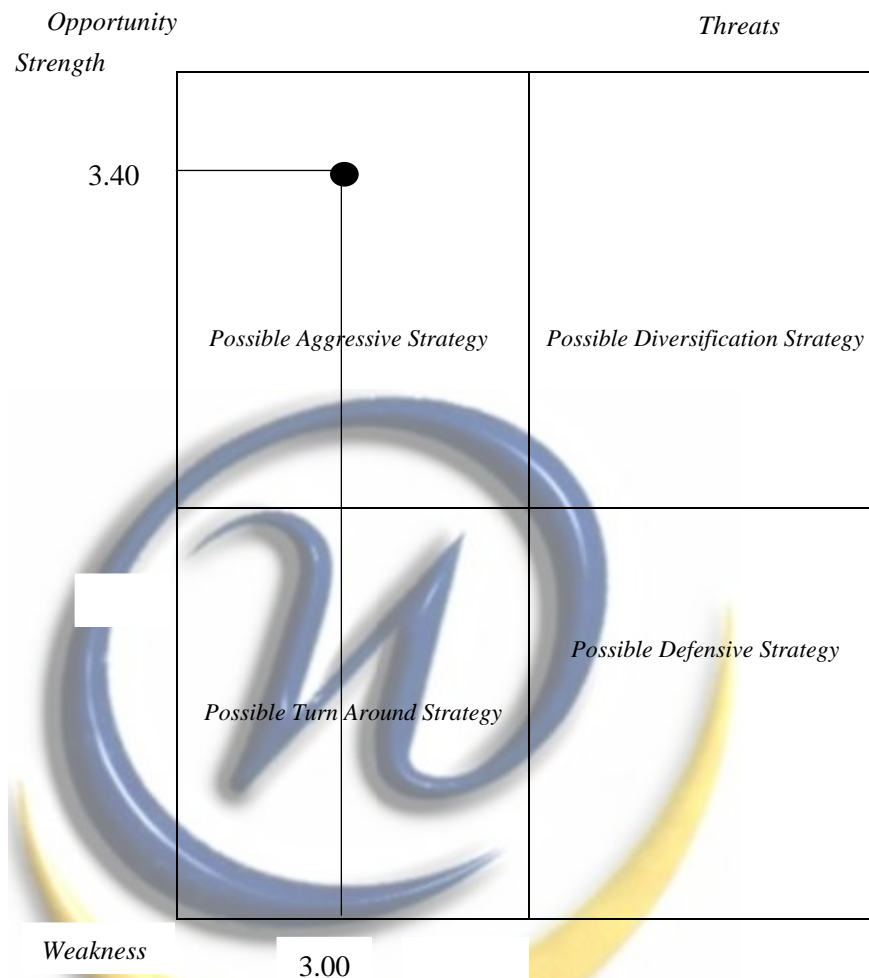 Opportunity
Threats
Strength
3.40
Possible Aggressive Strategy
Possible Diversification Strategy
Possible Defensive Strategy
Possible Turn Around Strategy
Weakness
3.00